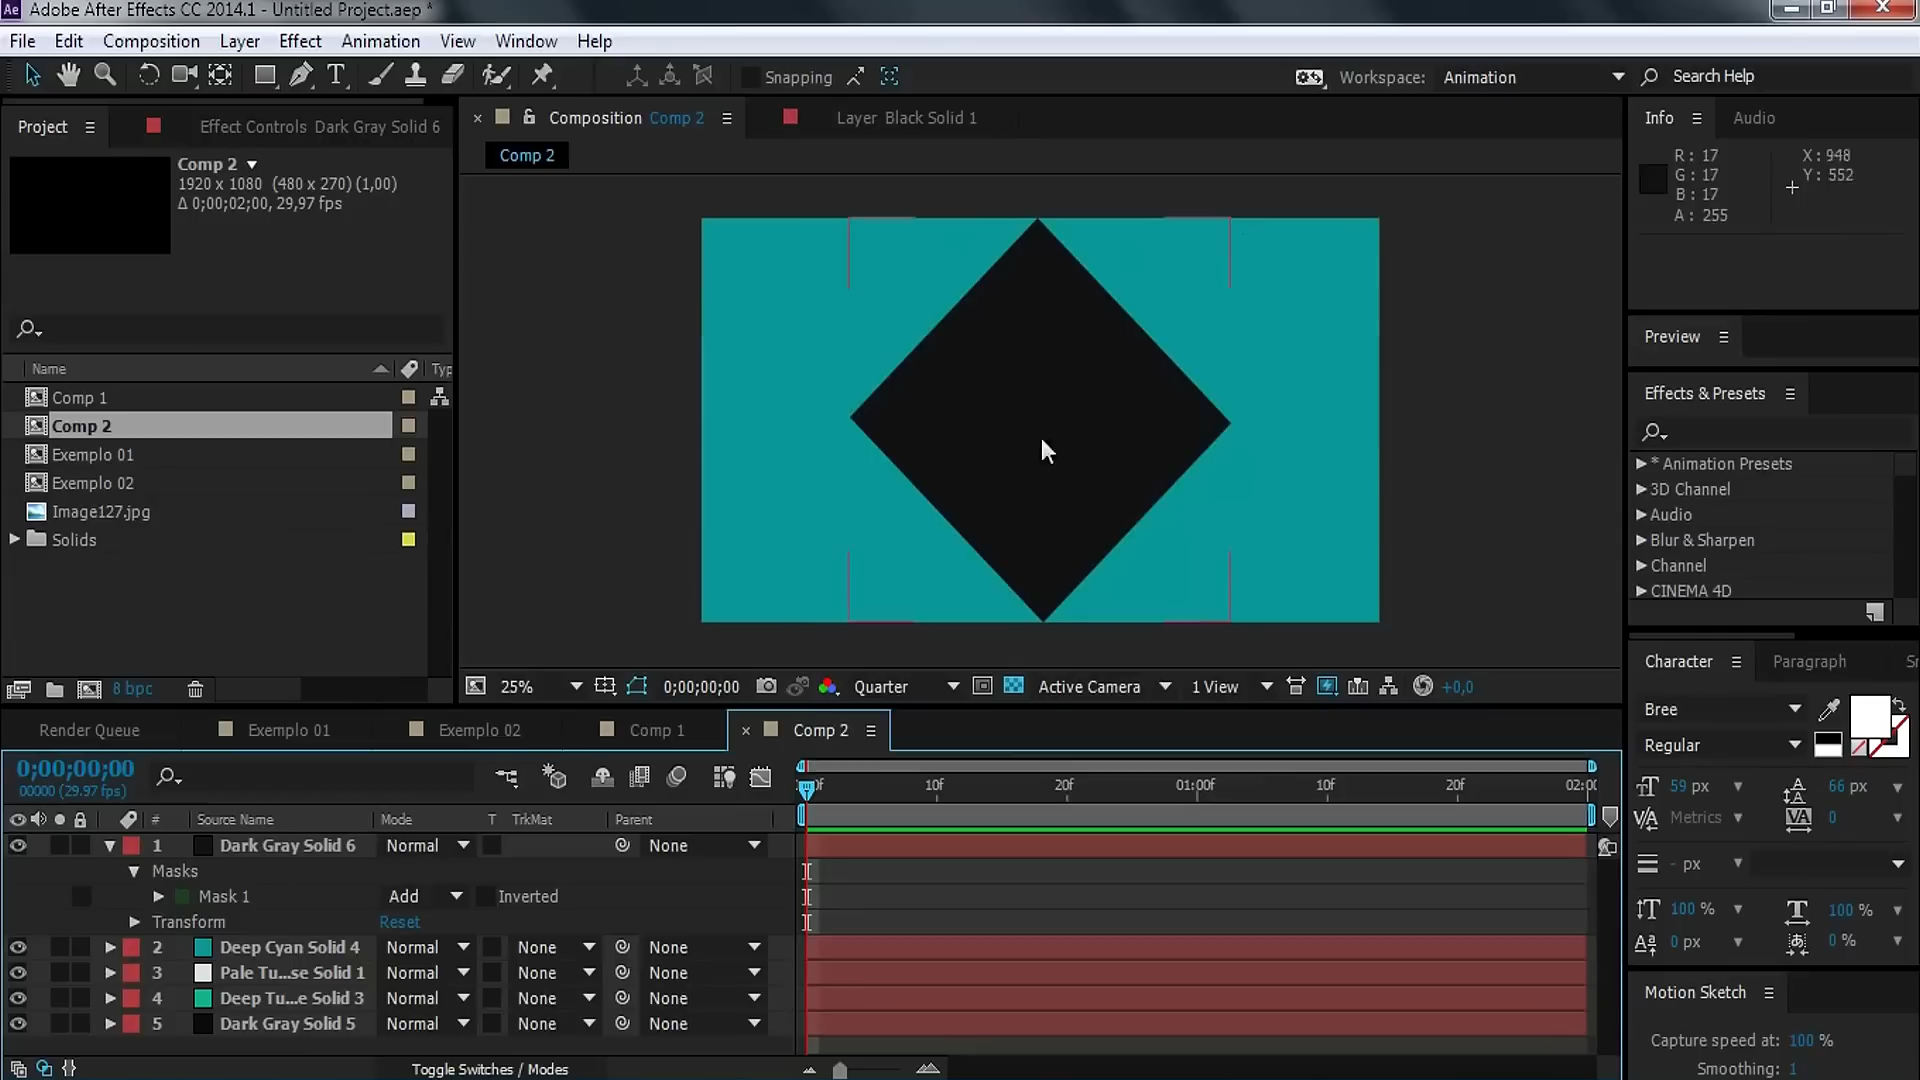 Ae Adobe After Effects CC 2014.1 - Untitled Project.aep *
File Edit Composition Layer Effect Animation View Window Help
T Snapping Workspace: Animation Search Help
Project Effect Controls Dark Gray Solid 6
Comp 2
1920 x 1080 (480 x 270) (1,00)
Δ 0;00;02;00, 29,97 fps
Name Typ
Comp 1
Comp 2
Exemplo 01
Exemplo 02
Image127.jpg
Solids
8 bpc
Composition Comp 2 Layer Black Solid 1
Comp 2
25% 0;00;00;00 Quarter Active Camera 1 View +0,0
Info Audio
R: 17 X: 948
G: 17 Y: 552
B: 17
A: 255
Preview
Effects & Presets
* Animation Presets
3D Channel
Audio
Blur & Sharpen
Channel
CINEMA 4D
Character Paragraph
Bree
Regular
59 px 66 px
Metrics 0
- px
100 % 100 %
0 px 0 %
Motion Sketch
Capture speed at: 100 %
Smoothing: 1
Render Queue Exemplo 01 Exemplo 02 Comp 1 Comp 2
0;00;00;00
00000 (29.97 fps)
10f 20f 01:00f 10f 20f 02:00
# Source Name Mode T TrkMat Parent
1 Dark Gray Solid 6 Normal None
Masks
Mask 1 Add Inverted
Transform Reset
2 Deep Cyan Solid 4 Normal None None
3 Pale Tu...se Solid 1 Normal None None
4 Deep Tu...e Solid 3 Normal None None
5 Dark Gray Solid 5 Normal None None
Toggle Switches / Modes